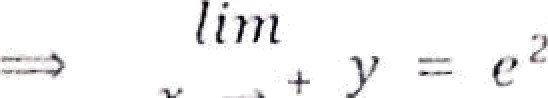 ⟹ lim x → + y = e²